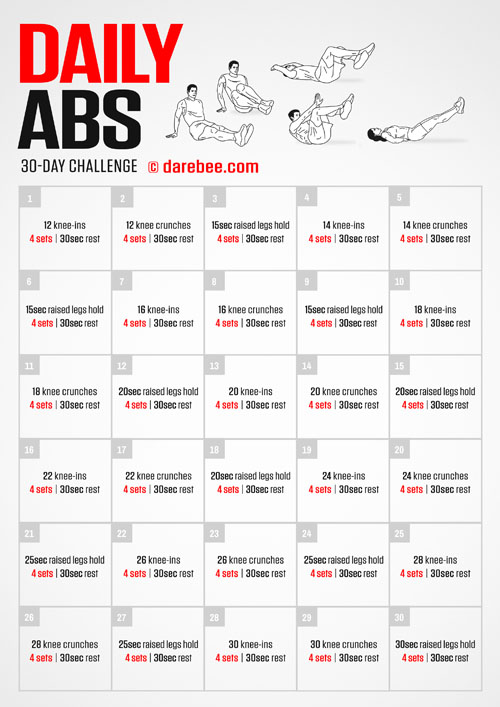 DAILY
ABS
30-DAY CHALLENGE © darebee.com
1
12 knee-ins
4 sets | 30sec rest
2
12 knee crunches
4 sets | 30sec rest
3
15sec raised legs hold
4 sets | 30sec rest
4
14 knee-ins
4 sets | 30sec rest
5
14 knee crunches
4 sets | 30sec rest
6
15sec raised legs hold
4 sets | 30sec rest
7
16 knee-ins
4 sets | 30sec rest
8
16 knee crunches
4 sets | 30sec rest
9
15sec raised legs hold
4 sets | 30sec rest
10
18 knee-ins
4 sets | 30sec rest
11
18 knee crunches
4 sets | 30sec rest
12
20sec raised legs hold
4 sets | 30sec rest
13
20 knee-ins
4 sets | 30sec rest
14
20 knee crunches
4 sets | 30sec rest
15
20sec raised legs hold
4 sets | 30sec rest
16
22 knee-ins
4 sets | 30sec rest
17
22 knee crunches
4 sets | 30sec rest
18
20sec raised legs hold
4 sets | 30sec rest
19
24 knee-ins
4 sets | 30sec rest
20
24 knee crunches
4 sets | 30sec rest
21
25sec raised legs hold
4 sets | 30sec rest
22
26 knee-ins
4 sets | 30sec rest
23
26 knee crunches
4 sets | 30sec rest
24
25sec raised legs hold
4 sets | 30sec rest
25
28 knee-ins
4 sets | 30sec rest
26
28 knee crunches
4 sets | 30sec rest
27
25sec raised legs hold
4 sets | 30sec rest
28
30 knee-ins
4 sets | 30sec rest
29
30 knee crunches
4 sets | 30sec rest
30
30sec raised legs hold
4 sets | 30sec rest